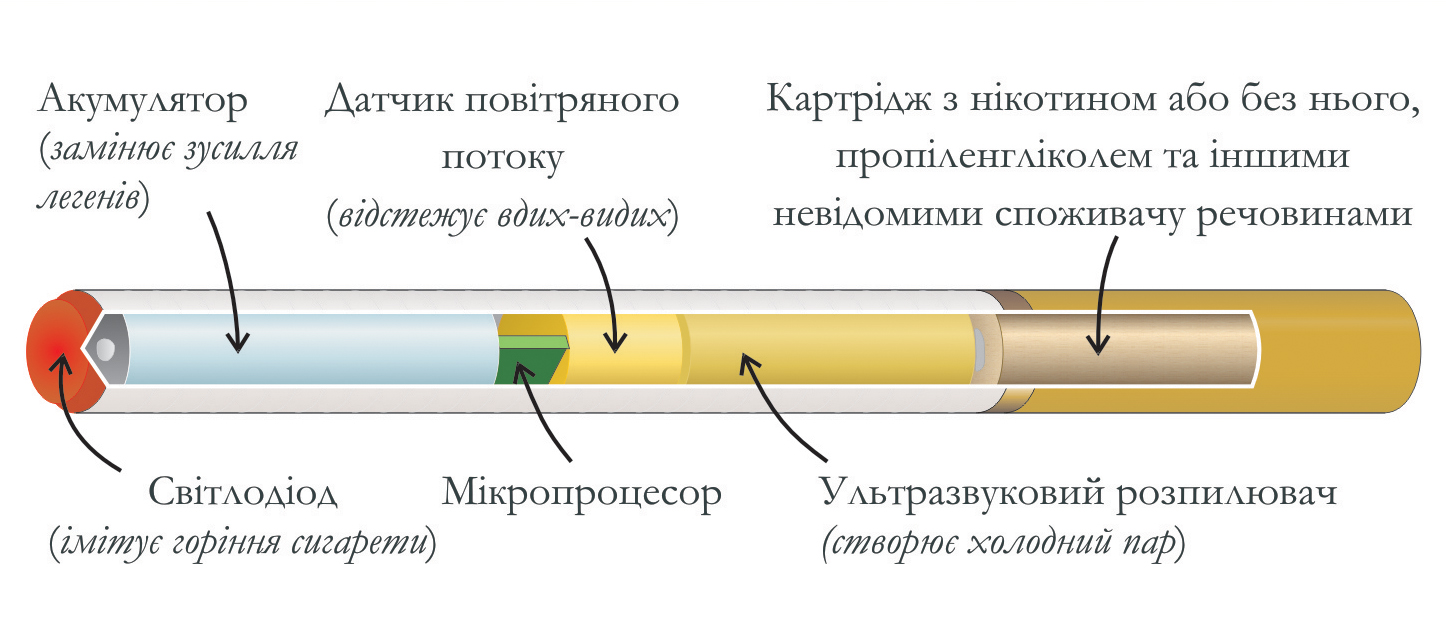 Акумулятор
(замінює зусилля
легенів)
Датчик повітряного
потоку
(відстежує вдих-видих)
Картрідж з нікотином або без нього,
пропіленгліколем та іншими
невідомими споживачу речовинами
Світлодіод
(імітує горіння сигарети)
Мікропроцесор
Ультразвуковий розпилювач
(створює холодний пар)